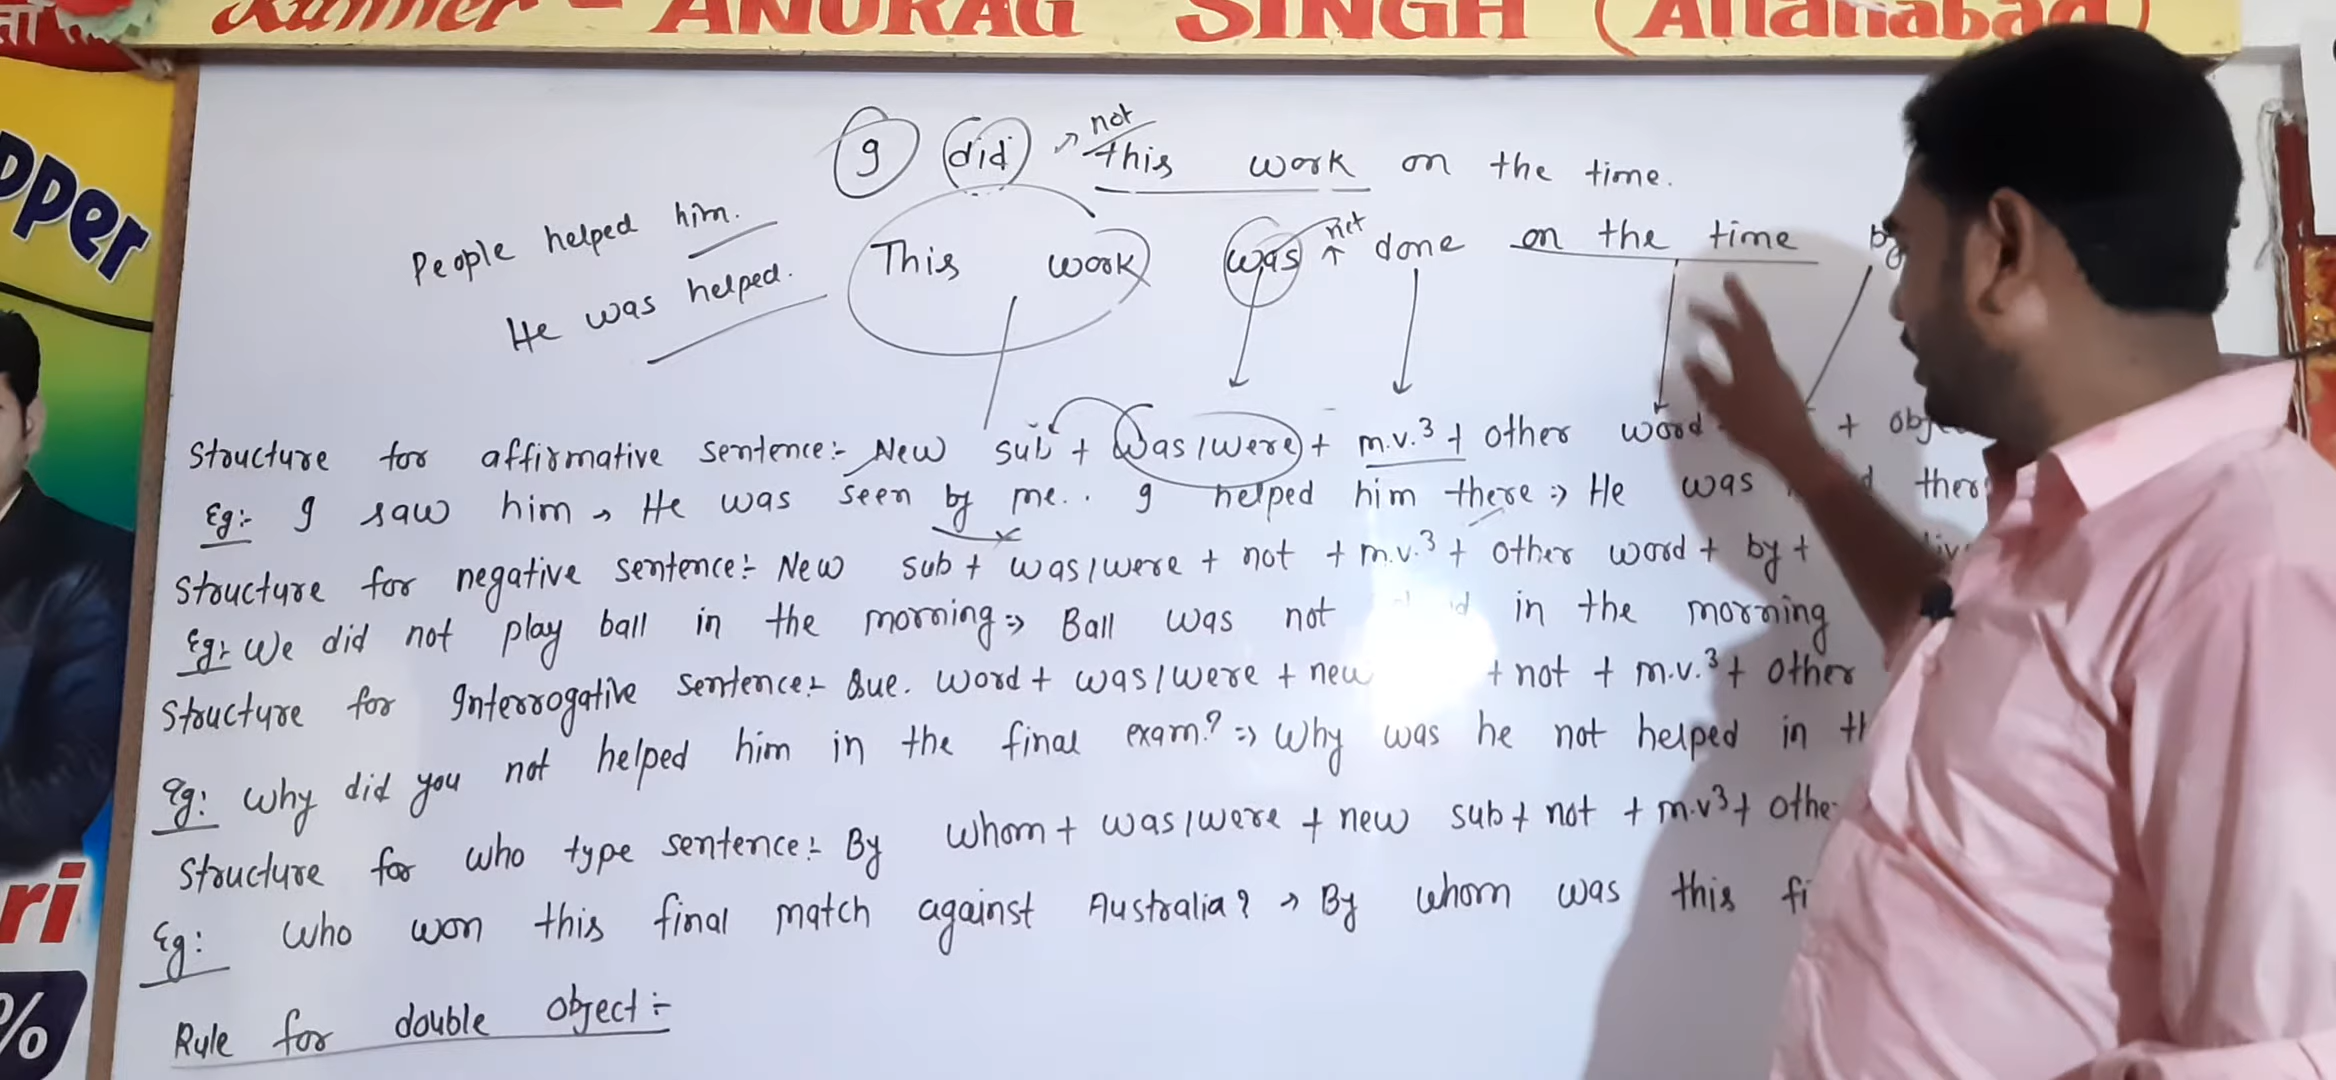 Runner - ANURAG SINGH (Allahabad)
pper
ri
%
not
I did this work on the time.
People helped him.
not
This work was done on the time by
He was helped.
Structure for affirmative sentence:- New sub + was/were + m.v.³ + other word + obj
Eg:- I saw him → He was seen by me. . I helped him there ⇒ He was there
Structure for negative sentence:- New sub + was/were + not + m.v.³ + other word + by +
Eg:- We did not play ball in the morning ⇒ Ball was not in the morning
Structure for Interrogative sentence:- Que. word + was/were + new + not + m.v.³ + other
Eg: Why did you not helped him in the final exam? ⇒ Why was he not helped in
Structure for who type sentence:- By whom + was/were + new sub + not + m.v³ +
Eg: Who won this final match against Australia? → By whom was this
Rule for double object:-